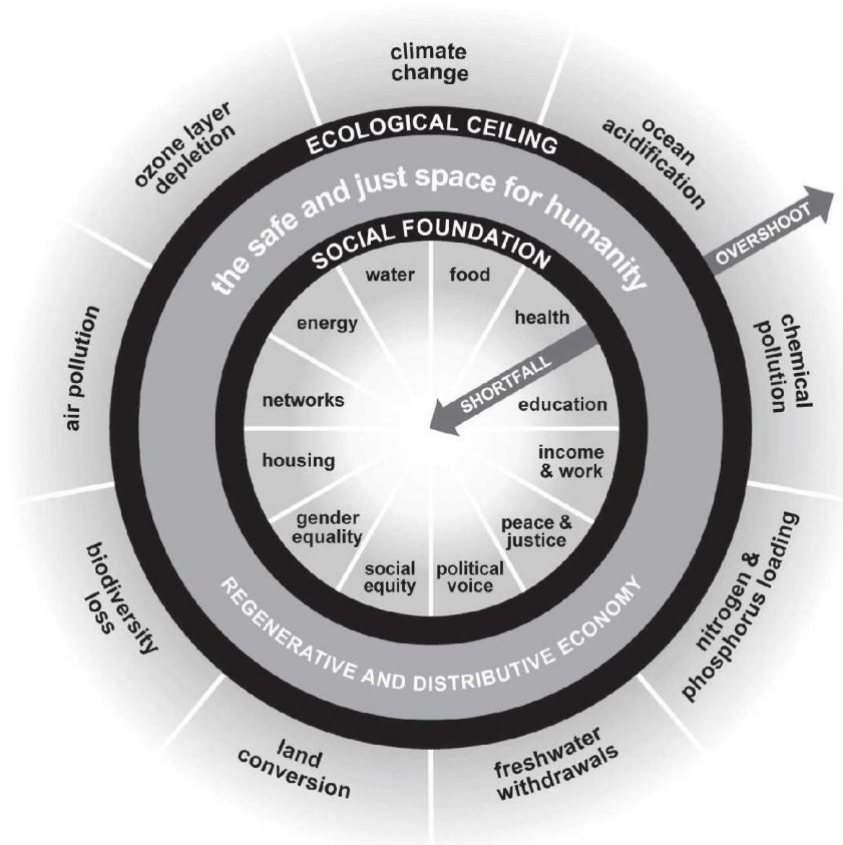 climate
change
ocean
acidification
chemical
pollution
nitrogen &
phosphorus loading
freshwater
withdrawals
land
conversion
biodiversity
loss
air pollution
ozone layer
depletion
ECOLOGICAL CEILING
the safe and just space for humanity
SOCIAL FOUNDATION
OVERSHOOT
SHORTFALL
water
food
health
education
income
& work
peace &
justice
political
voice
social
equity
gender
equality
housing
networks
energy
REGENERATIVE AND DISTRIBUTIVE ECONOMY